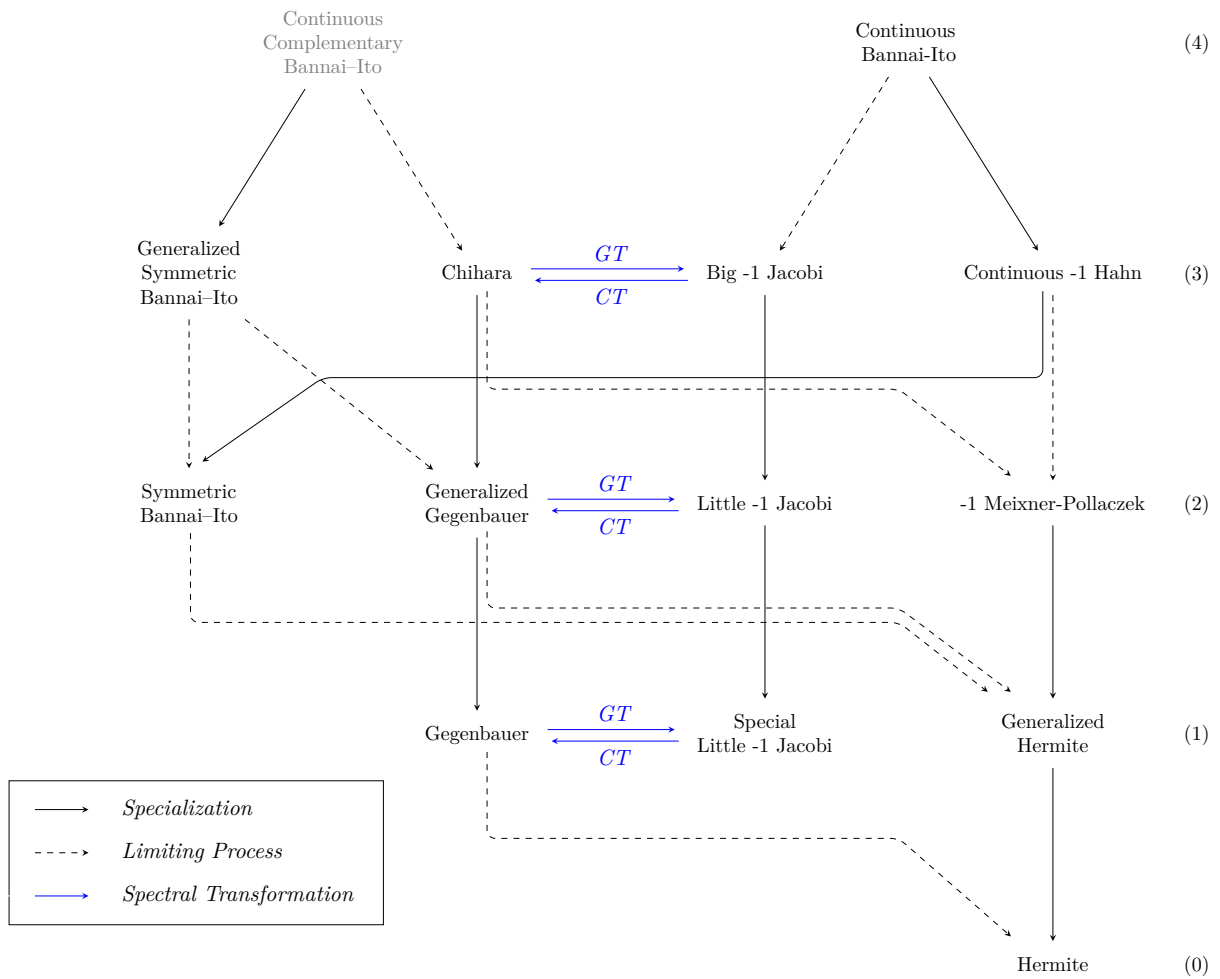 Continuous
Complementary
Bannai–Ito
Continuous
Bannai-Ito
(4)
Generalized
Symmetric
Bannai–Ito
Chihara
GT
CT
Big -1 Jacobi
Continuous -1 Hahn
(3)
Symmetric
Bannai–Ito
Generalized
Gegenbauer
GT
CT
Little -1 Jacobi
-1 Meixner-Pollaczek
(2)
Gegenbauer
GT
CT
Special
Little -1 Jacobi
Generalized
Hermite
(1)
Specialization
Limiting Process
Spectral Transformation
Hermite
(0)